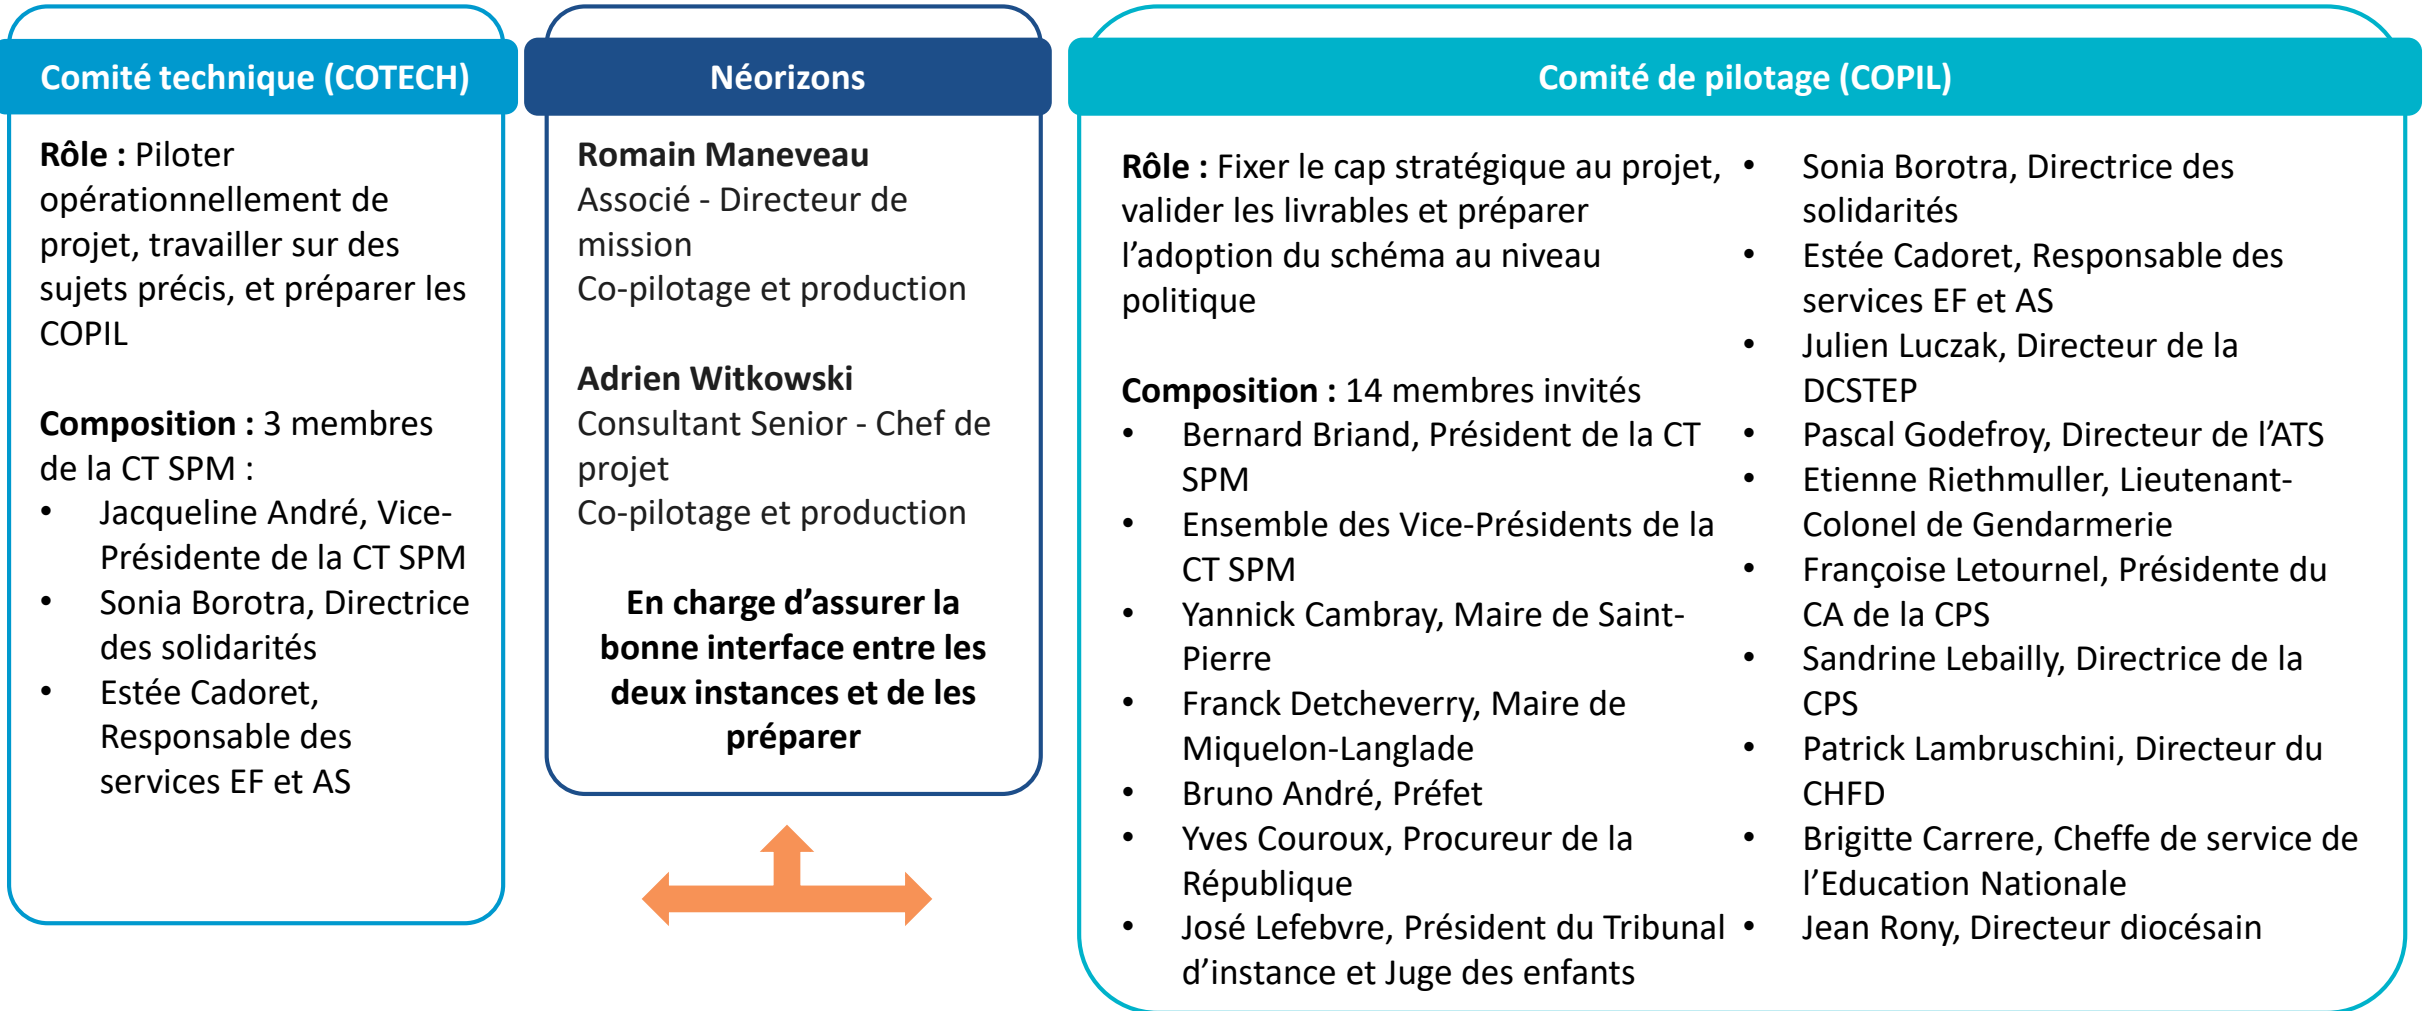 Comité technique (COTECH)
Rôle : Piloter
opérationnellement de
projet, travailler sur des
sujets précis, et préparer les
COPIL
Composition : 3 membres
de la CT SPM :
• Jacqueline André, Vice-
Présidente de la CT SPM
• Sonia Borotra, Directrice
des solidarités
• Estée Cadoret,
Responsable des
services EF et AS
Néorizons
Romain Maneveau
Associé - Directeur de
mission
Co-pilotage et production
Adrien Witkowski
Consultant Senior - Chef de
projet
Co-pilotage et production
En charge d’assurer la
bonne interface entre les
deux instances et de les
préparer
Comité de pilotage (COPIL)
Rôle : Fixer le cap stratégique au projet,
valider les livrables et préparer
l’adoption du schéma au niveau
politique
Composition : 14 membres invités
• Bernard Briand, Président de la CT
SPM
• Ensemble des Vice-Présidents de la
CT SPM
• Yannick Cambray, Maire de Saint-
Pierre
• Franck Detcheverry, Maire de
Miquelon-Langlade
• Bruno André, Préfet
• Yves Couroux, Procureur de la
République
• José Lefebvre, Président du Tribunal
d’instance et Juge des enfants
• Sonia Borotra, Directrice des
solidarités
• Estée Cadoret, Responsable des
services EF et AS
• Julien Luczak, Directeur de la
DCSTEP
• Pascal Godefroy, Directeur de l’ATS
• Etienne Riethmuller, Lieutenant-
Colonel de Gendarmerie
• Françoise Letournel, Présidente du
CA de la CPS
• Sandrine Lebailly, Directrice de la
CPS
• Patrick Lambruschini, Directeur du
CHFD
• Brigitte Carrere, Cheffe de service de
l’Education Nationale
• Jean Rony, Directeur diocésain